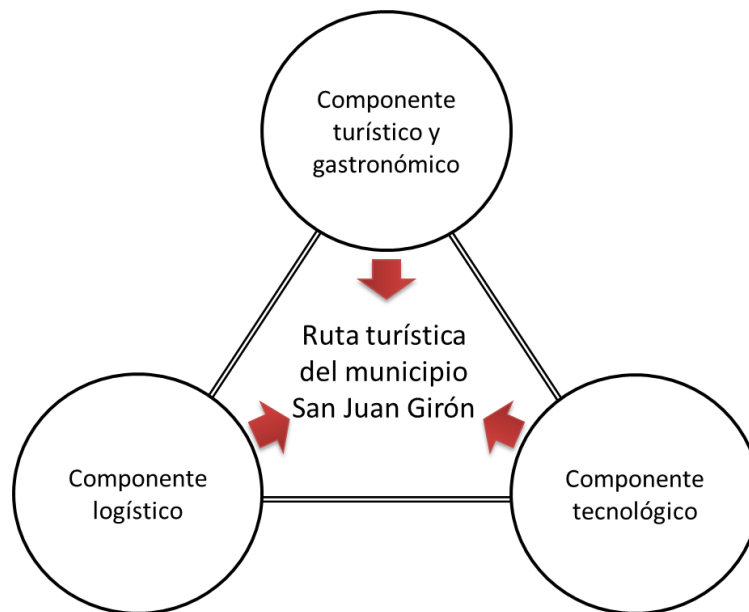 Componente
turístico y
gastronómico
Ruta turística
del municipio
San Juan Girón
Componente
logístico
Componente
tecnológico